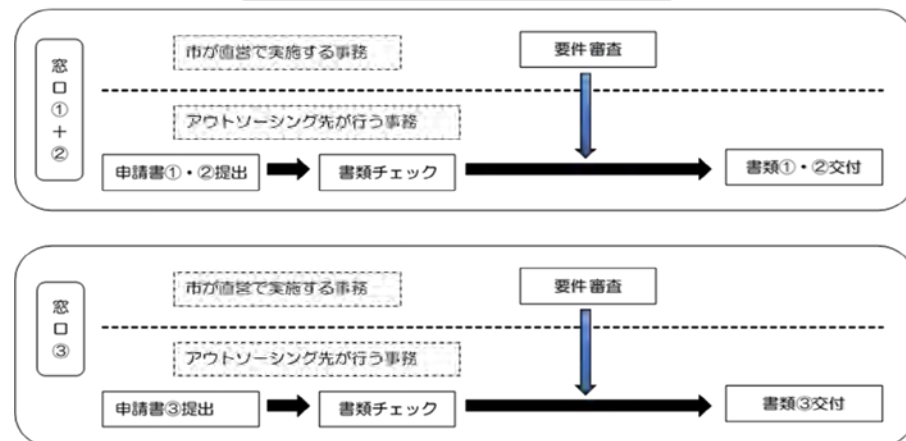 窓口①＋②
市が直営で実施する事務
要件審査
アウトソーシング先が行う事務
申請書①・②提出
書類チェック
書類①・②交付
窓口③
市が直営で実施する事務
要件審査
アウトソーシング先が行う事務
申請書③提出
書類チェック
書類③交付